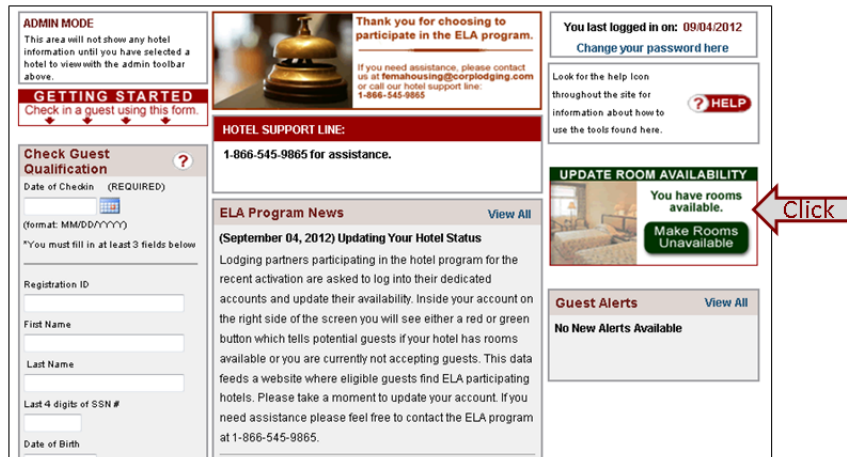 ADMIN MODE
This area will not show any hotel
information until you have selected a
hotel to view with the admin toolbar
above.
GETTING STARTED
Check in a guest using this form.
Check Guest
Qualification
?
Date of Checkin (REQUIRED)
(format: MM/DD/YYYY)
*You must fill in at least 3 fields below
Registration ID
First Name
Last Name
Last 4 digits of SSN #
Date of Birth
Thank you for choosing to
participate in the ELA program.
If you need assistance, please contact
us at femahousing@corplodging.com
or call our hotel support line:
1-866-545-9865
HOTEL SUPPORT LINE:
1-866-545-9865 for assistance.
ELA Program News View All
(September 04, 2012) Updating Your Hotel Status
Lodging partners participating in the hotel program for the
recent activation are asked to log into their dedicated
accounts and update their availability. Inside your account on
the right side of the screen you will see either a red or green
button which tells potential guests if your hotel has rooms
available or you are currently not accepting guests. This data
feeds a website where eligible guests find ELA participating
hotels. Please take a moment to update your account. If you
need assistance please feel free to contact the ELA program
at 1-866-545-9865.
You last logged in on: 09/04/2012
Change your password here
Look for the help Icon
throughout the site for
information about how to
use the tools found here.
? HELP
UPDATE ROOM AVAILABILITY
You have rooms
available.
Make Rooms
Unavailable
Click
Guest Alerts View All
No New Alerts Available